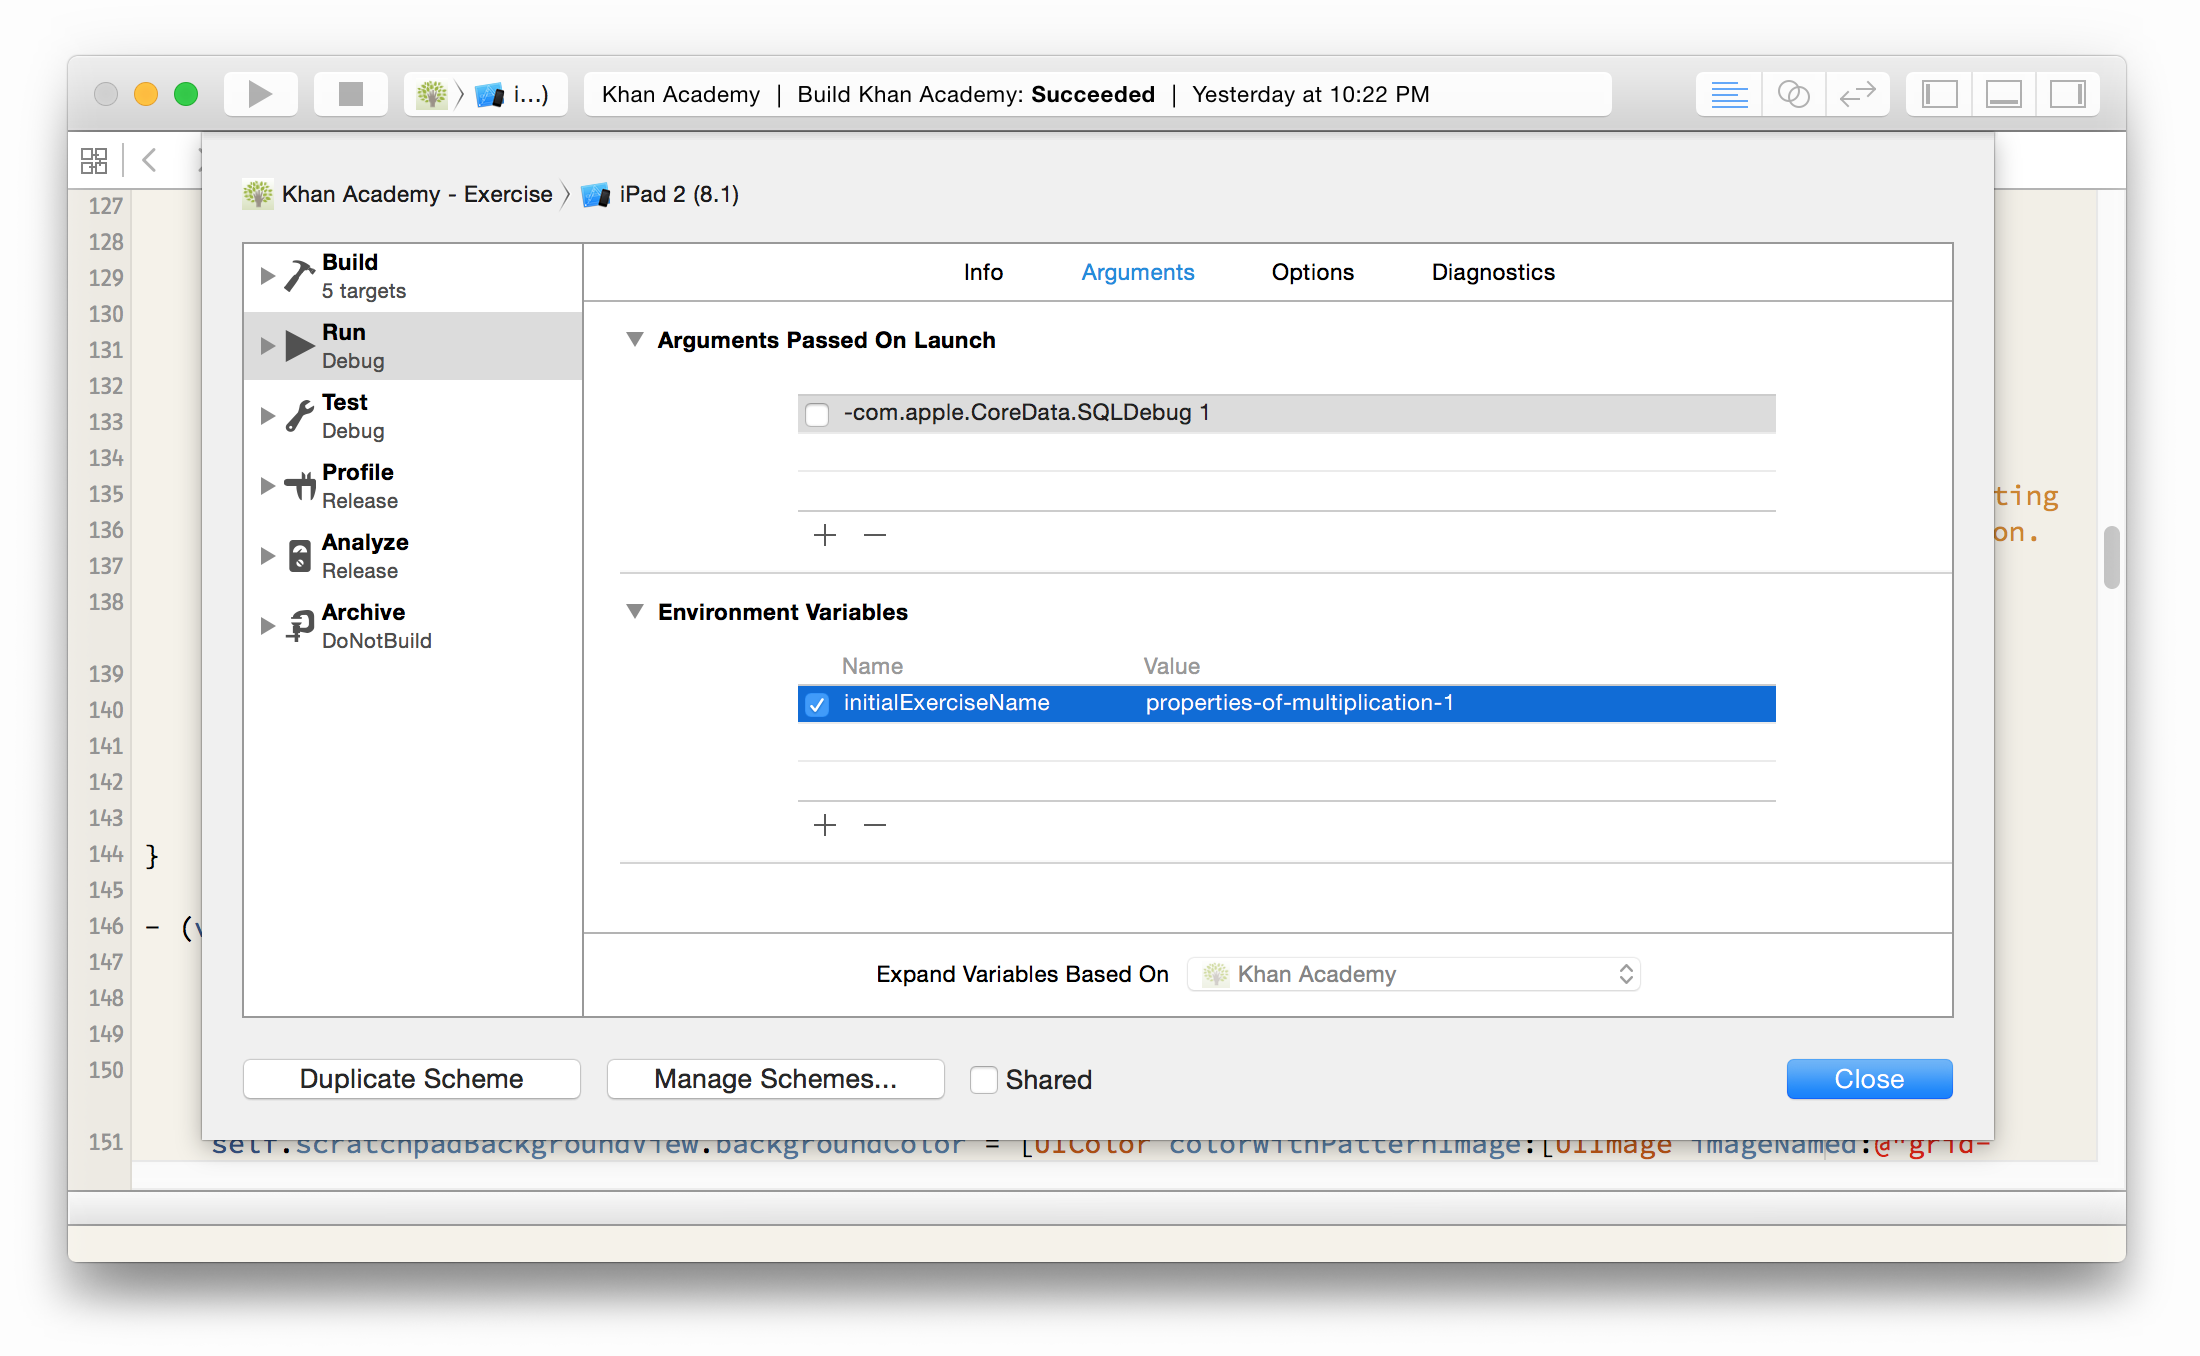 i...)
Khan Academy | Build Khan Academy: Succeeded | Yesterday at 10:22 PM
Khan Academy - Exercise iPad 2 (8.1)
Build
5 targets
Run
Debug
Test
Debug
Profile
Release
Analyze
Release
Archive
DoNotBuild
Info Arguments Options Diagnostics
Arguments Passed On Launch
-com.apple.CoreData.SQLDebug 1
Environment Variables
Name Value
initialExerciseName properties-of-multiplication-1
Expand Variables Based On Khan Academy
Duplicate Scheme Manage Schemes... Shared Close
127
128
129
130
131
132
133
134
135 ting
136 on.
137
138
139
140
141
142
143
144 }
145
146 - (v
147
148
149
150
151 self.scratchpadBackgroundView.backgroundColor = [UIColor colorWithPatternImage:[UIImage imageNamed:@"grid-